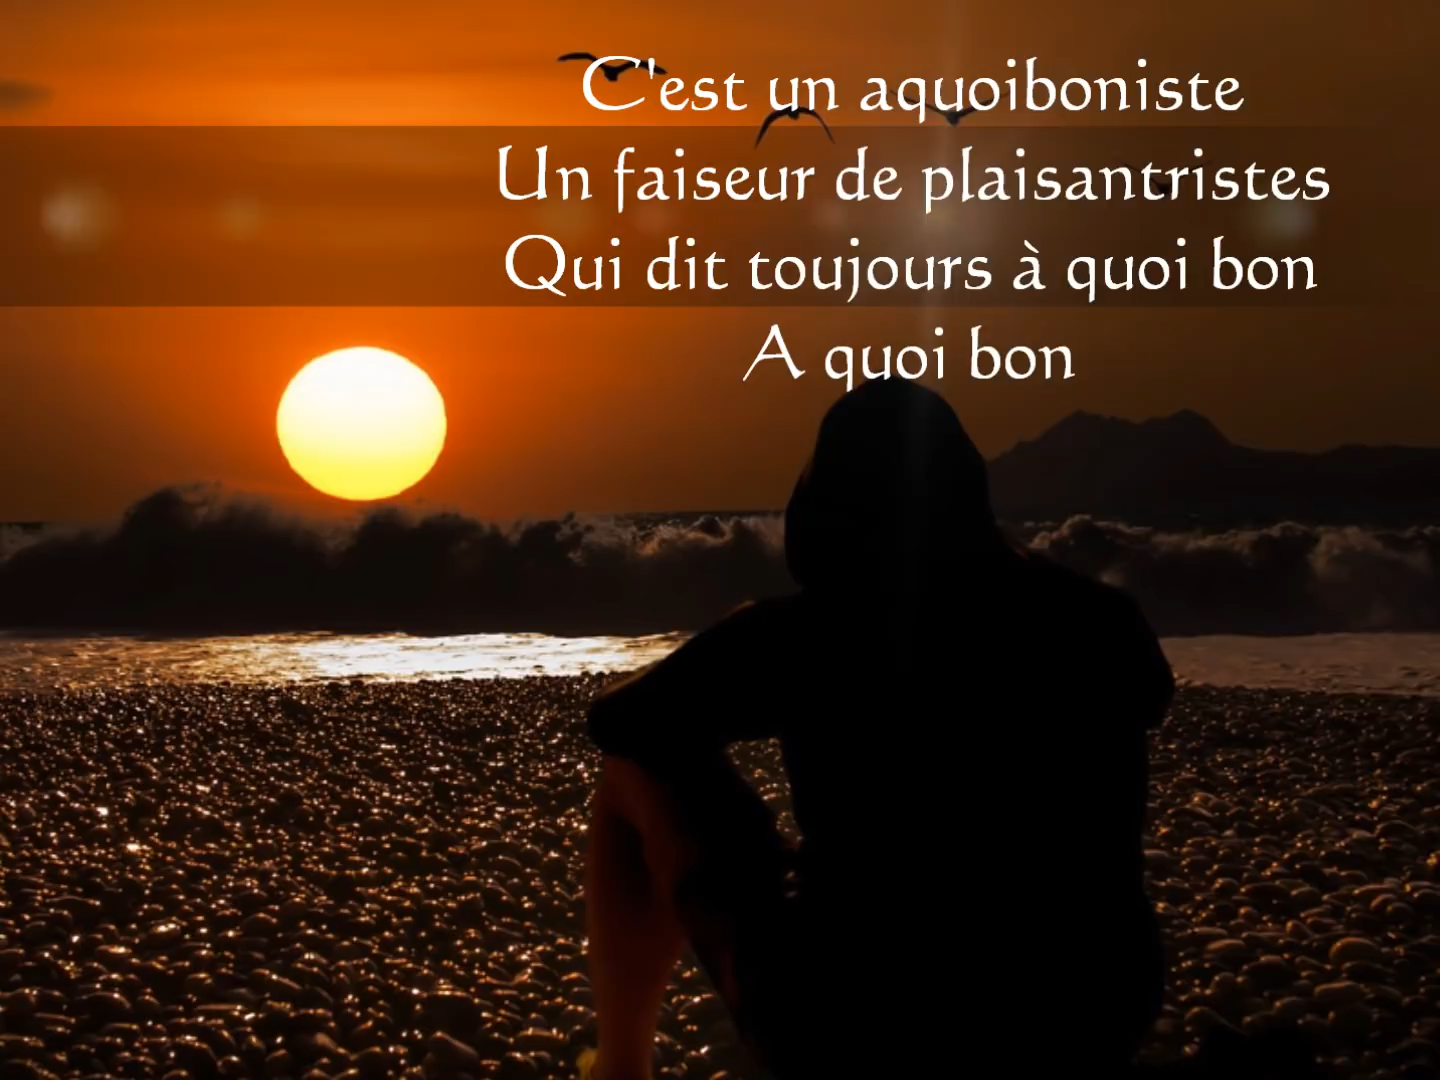 C'est un aquoiboniste
Un faiseur de plaisantristes
Qui dit toujours à quoi bon
A quoi bon